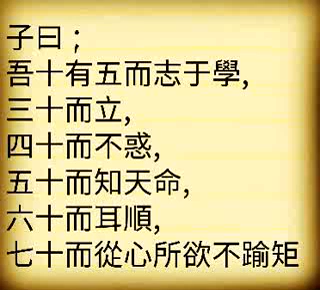 子曰；
吾十有五而志于學,
三十而立,
四十而不惑,
五十而知天命,
六十而耳順,
七十而從心所欲不踰矩